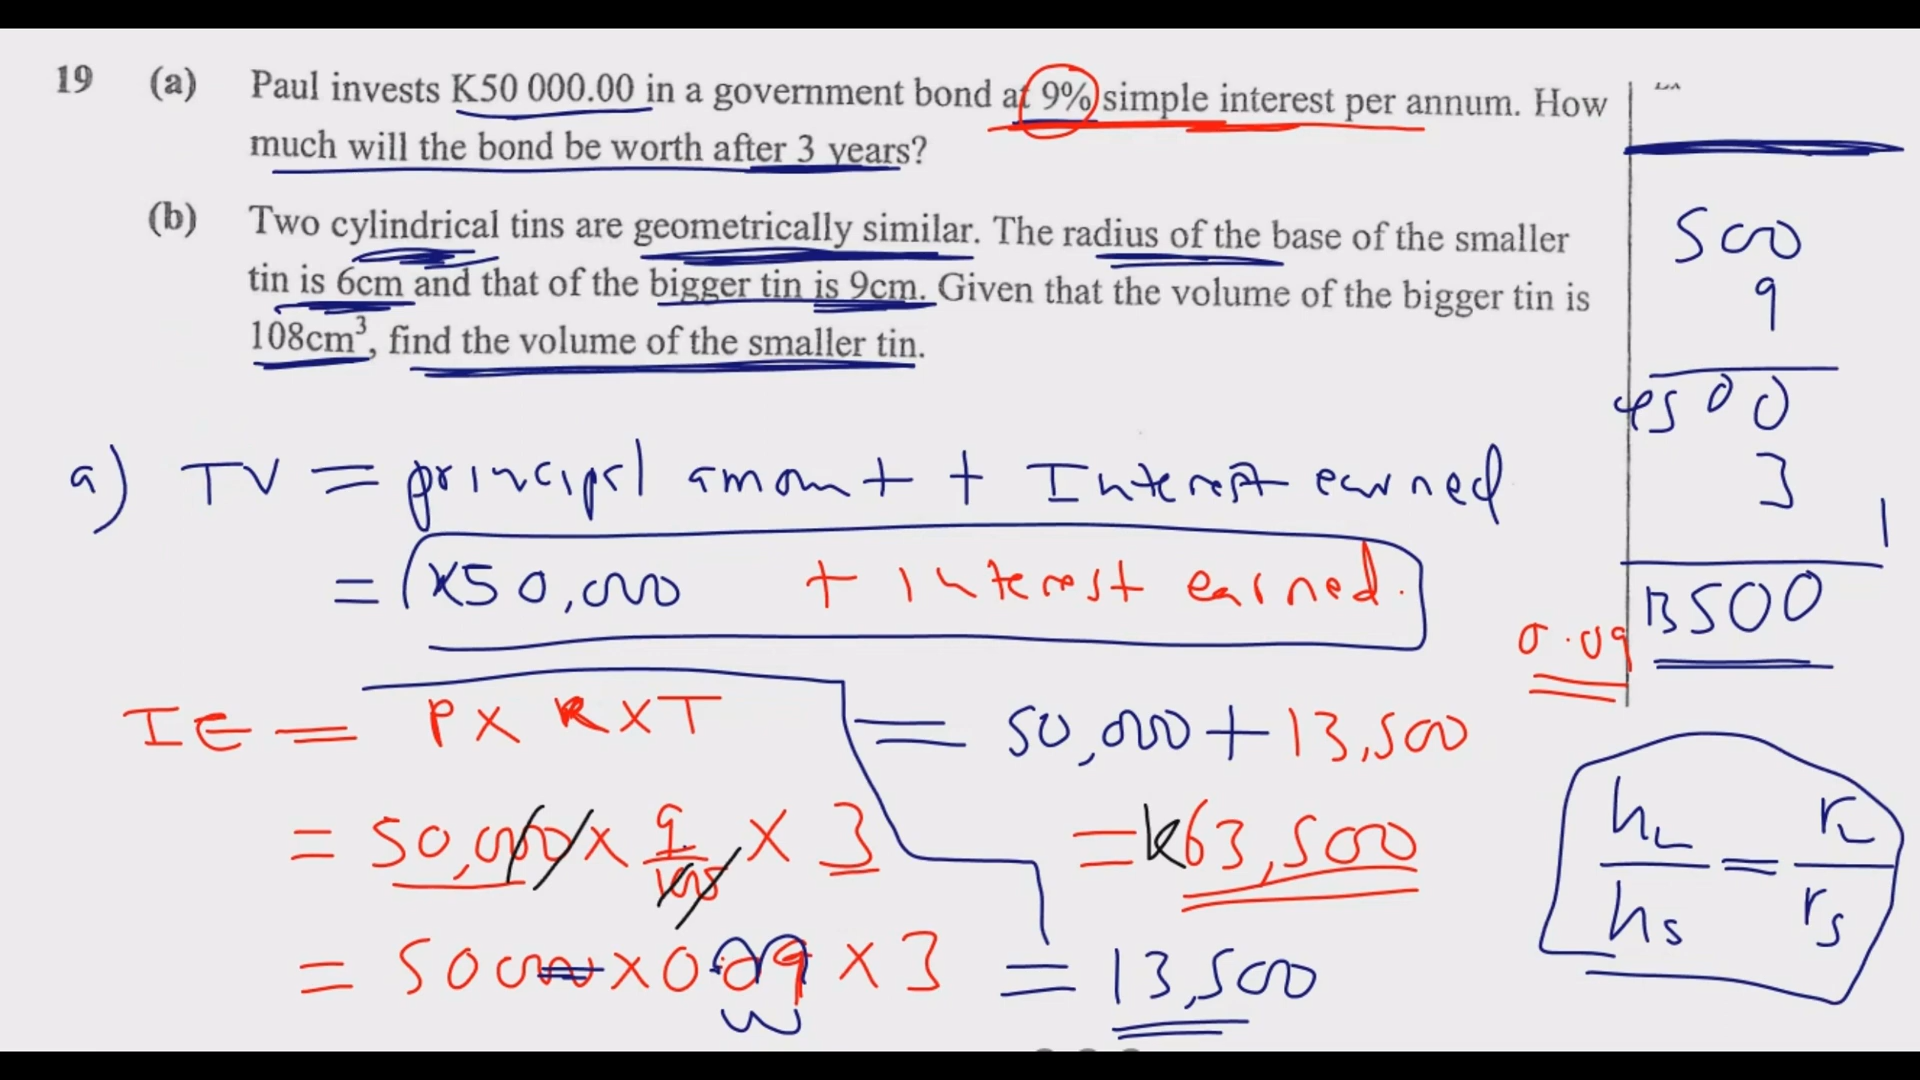 19 (a) Paul invests K50 000.00 in a government bond at 9% simple interest per annum. How
much will the bond be worth after 3 years?
(b) Two cylindrical tins are geometrically similar. The radius of the base of the smaller
tin is 6cm and that of the bigger tin is 9cm. Given that the volume of the bigger tin is
108cm³, find the volume of the smaller tin.
500
9
4500
3
1
13500
0.09
a) TV = principal amount + Interest earned
= K50,000 + interest earned.
IE = P X R X T
= 50,000 x 9/100 x 3
= 50000 x 0.09 x 3 = 13,500
= 50,000 + 13,500
= K63,500
hL/hs = rL/rs